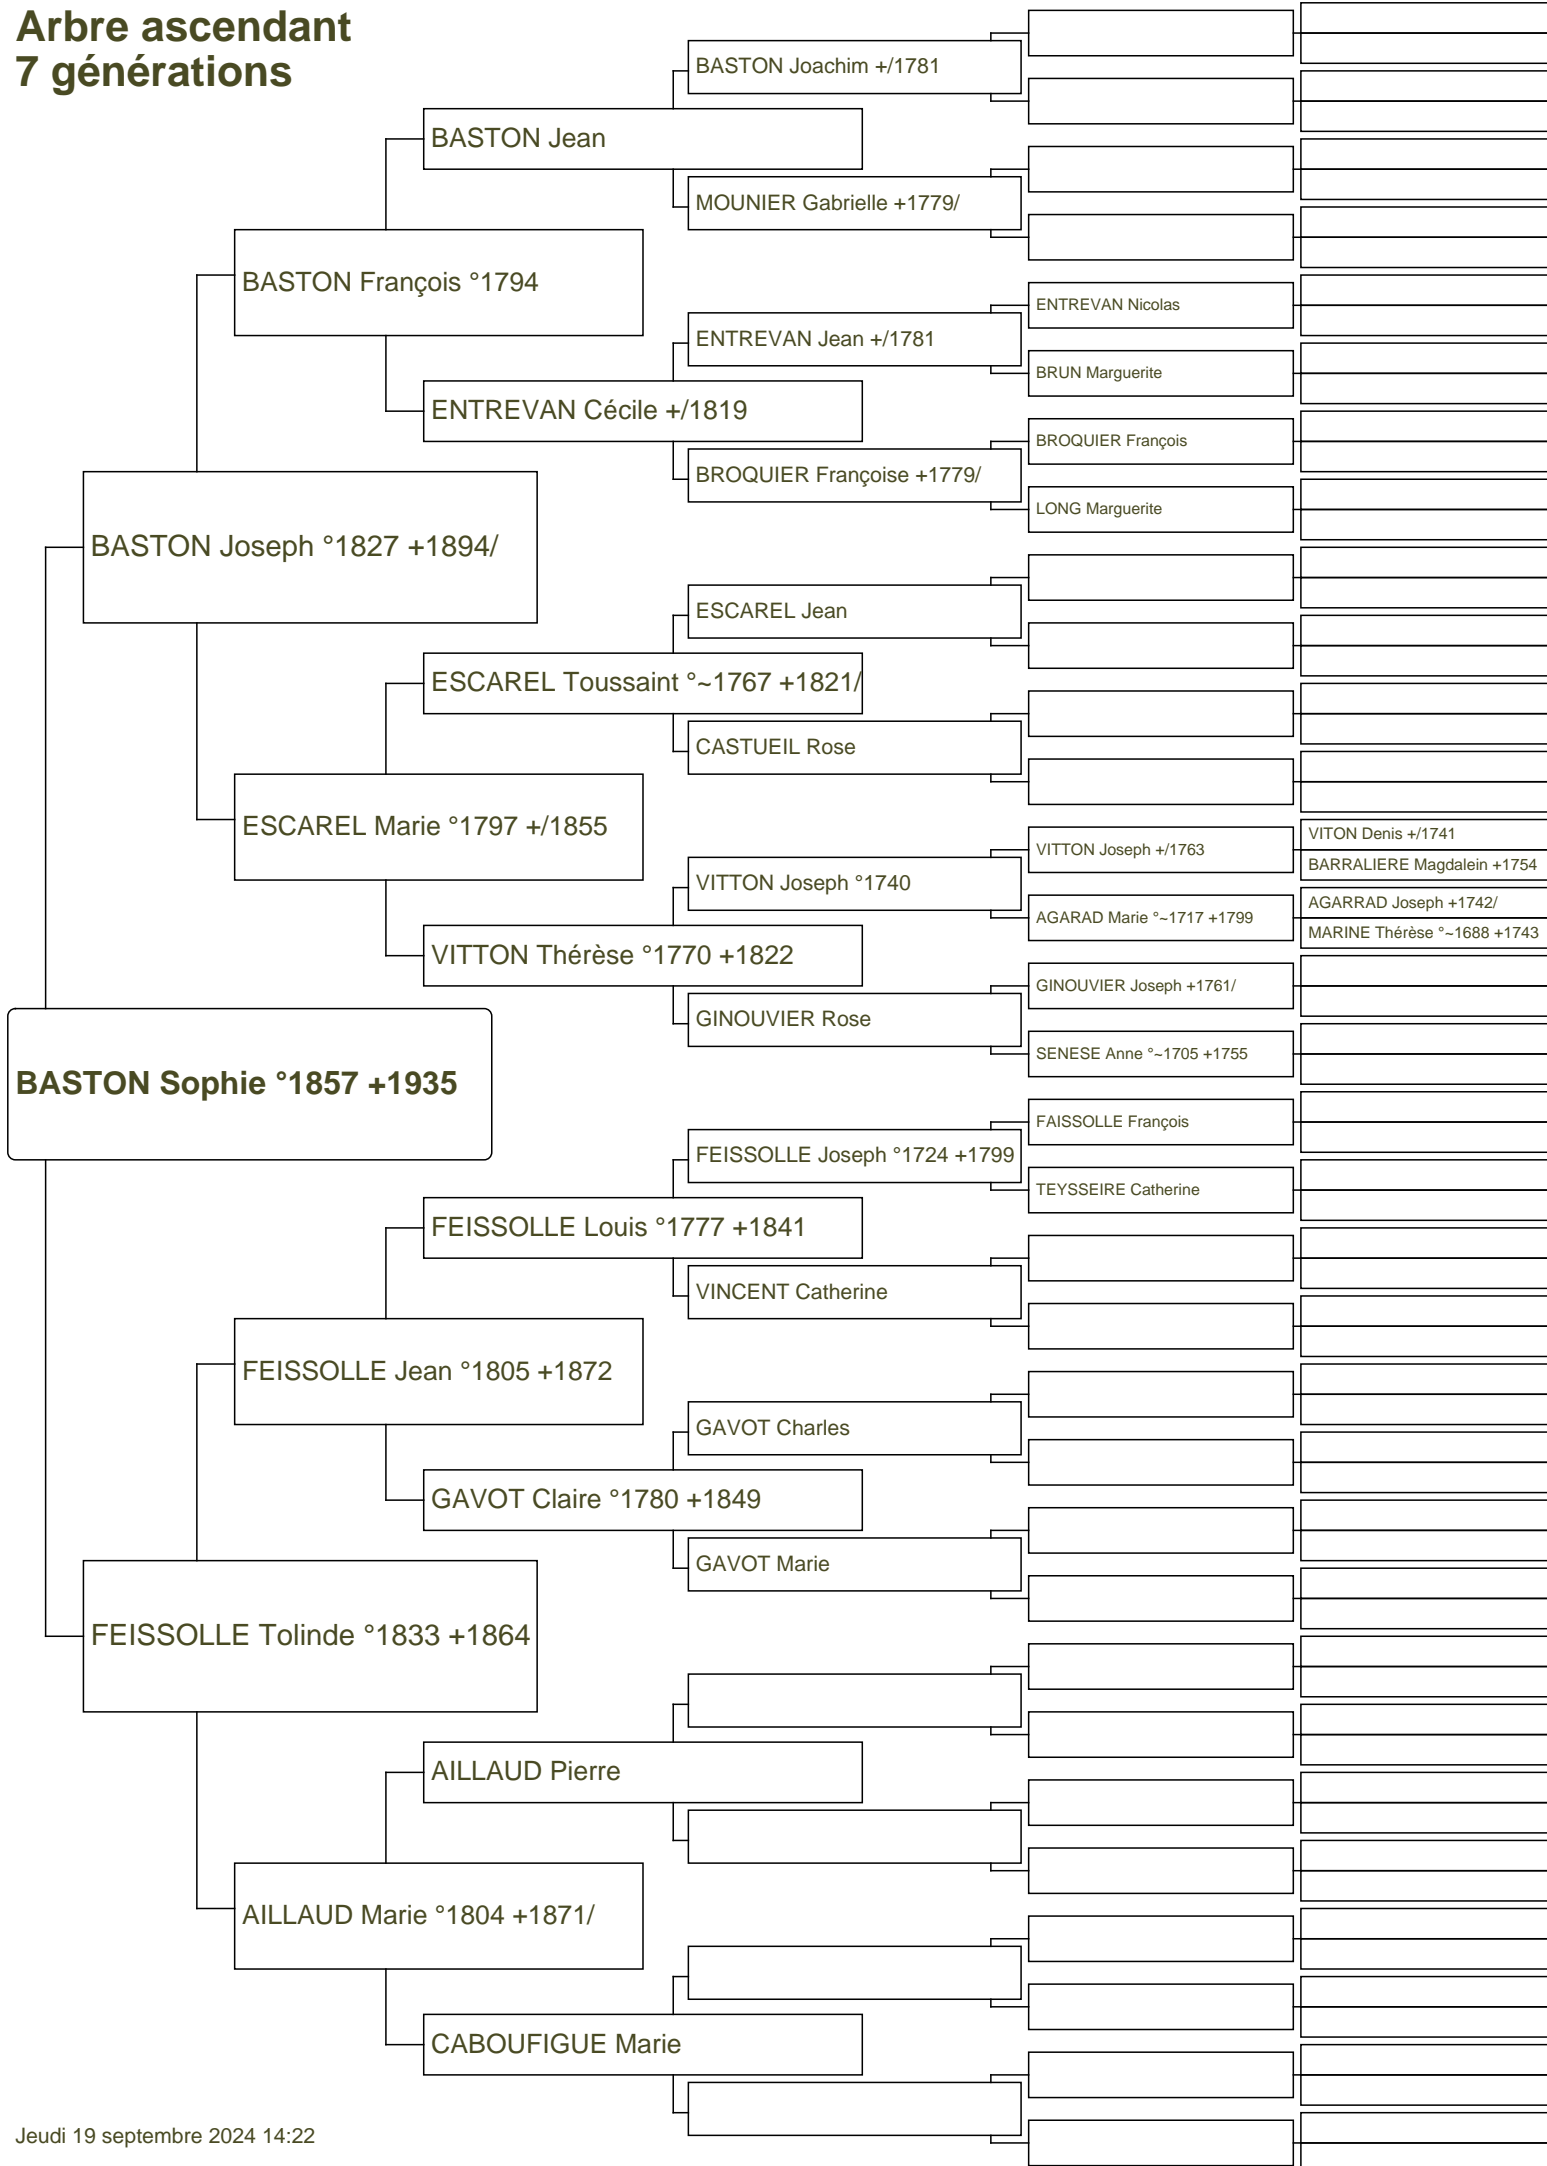 Arbre ascendant
7 générations
BASTON Joachim +/1781
BASTON Jean
MOUNIER Gabrielle +1779/
BASTON François °1794
ENTREVAN Nicolas
ENTREVAN Jean +/1781
BRUN Marguerite
ENTREVAN Cécile +/1819
BROQUIER François
BROQUIER Françoise +1779/
LONG Marguerite
BASTON Joseph °1827 +1894/
ESCAREL Jean
ESCAREL Toussaint °~1767 +1821/
CASTUEIL Rose
ESCAREL Marie °1797 +/1855
VITON Denis +/1741
VITTON Joseph +/1763
BARRALIERE Magdalein +1754
VITTON Joseph °1740
AGARRAD Joseph +1742/
AGARAD Marie °~1717 +1799
MARINE Thérèse °~1688 +1743
VITTON Thérèse °1770 +1822
GINOUVIER Joseph +1761/
GINOUVIER Rose
SENESE Anne °~1705 +1755
BASTON Sophie °1857 +1935
FAISSOLLE François
FEISSOLLE Joseph °1724 +1799
TEYSSEIRE Catherine
FEISSOLLE Louis °1777 +1841
VINCENT Catherine
FEISSOLLE Jean °1805 +1872
GAVOT Charles
GAVOT Claire °1780 +1849
GAVOT Marie
FEISSOLLE Tolinde °1833 +1864
AILLAUD Pierre
AILLAUD Marie °1804 +1871/
CABOUFIGUE Marie
Jeudi 19 septembre 2024 14:22